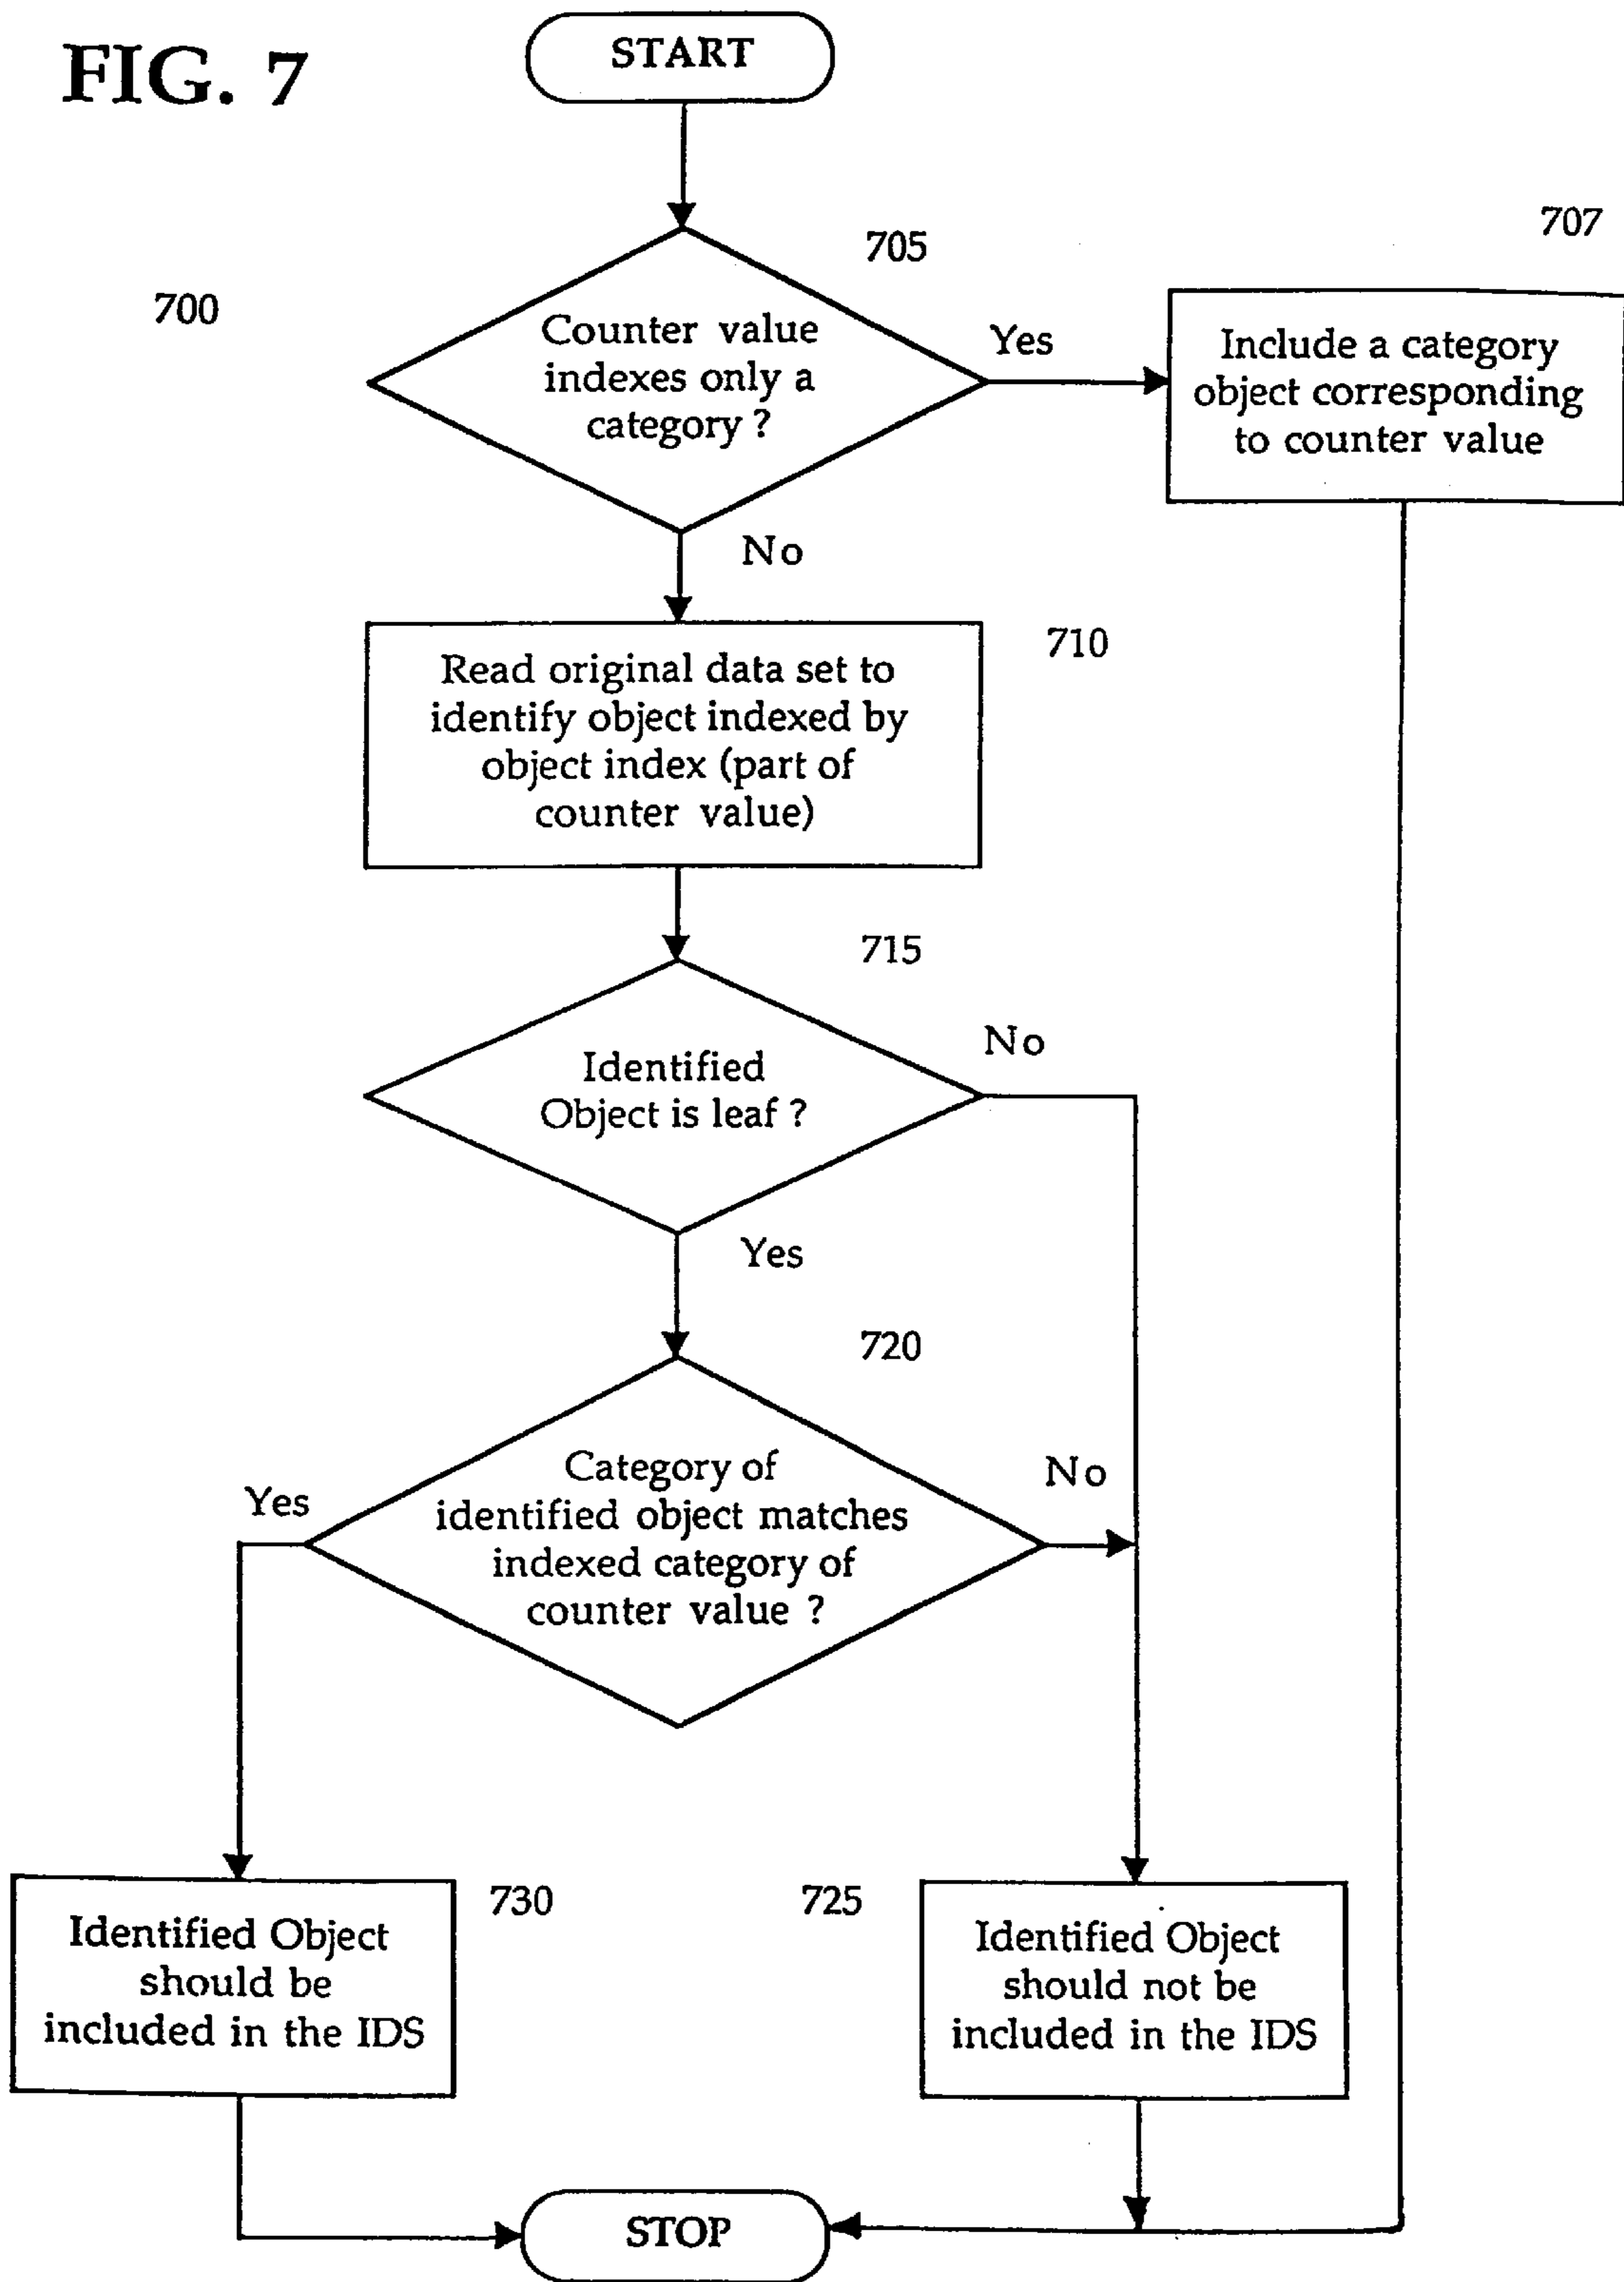 FIG. 7
START
700
705
707
Counter value
indexes only a
category ?
Yes
Include a category
object corresponding
to counter value
No
710
Read original data set to
identify object indexed by
object index (part of
counter value)
715
Identified
Object is leaf ?
No
Yes
720
Category of
identified object matches
indexed category of
counter value ?
Yes
No
730
725
Identified Object
should be
included in the IDS
Identified Object
should not be
included in the IDS
STOP